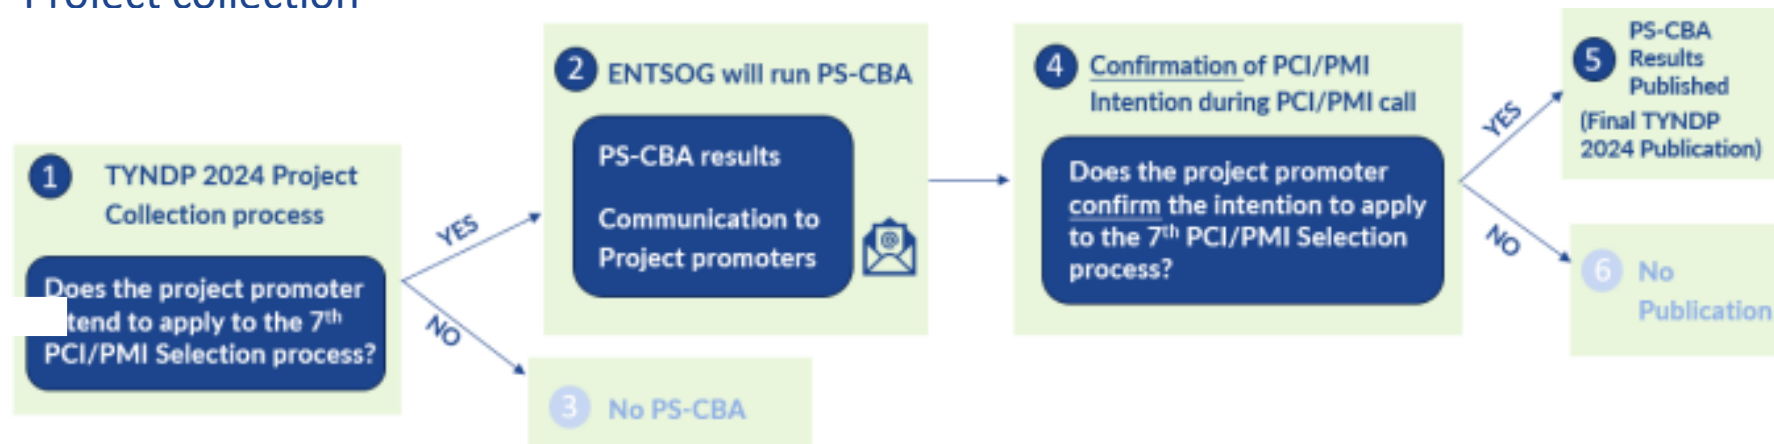 Project collection
1
TYNDP 2024 Project
Collection process
Does the project promoter
tend to apply to the 7th
PCI/PMI Selection process?
YES
NO
2
ENTSOG will run PS-CBA
PS-CBA results
Communication to
Project promoters
@
3
No PS-CBA
4
Confirmation of PCI/PMI
Intention during PCI/PMI call
Does the project promoter
confirm the intention to apply
to the 7th PCI/PMI Selection
process?
YES
NO
5
PS-CBA
Results
Published
(Final TYNDP
2024 Publication)
6
No
Publication